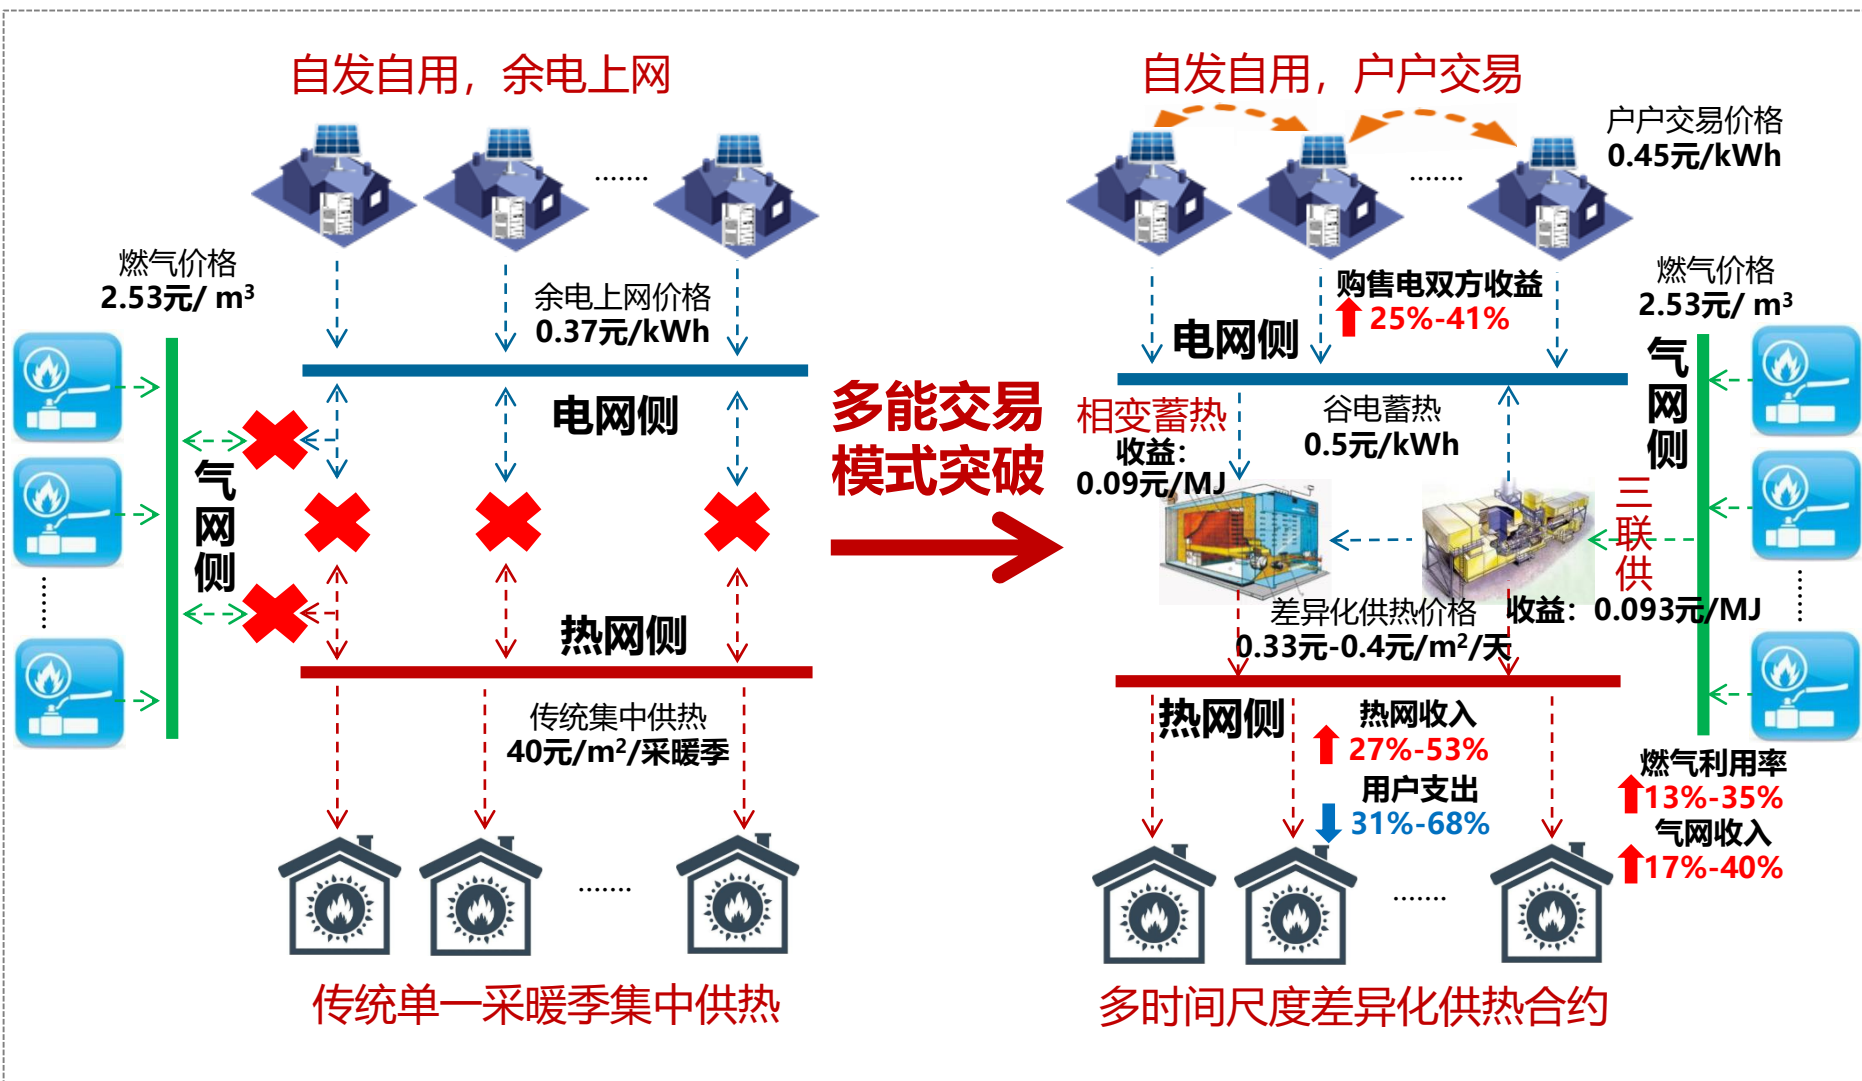 自发自用，余电上网
燃气价格
2.53元/ m³
余电上网价格
0.37元/kWh
.......
电网侧
气网侧
.......
热网侧
传统集中供热
40元/m²/采暖季
.......
传统单一采暖季集中供热
多能交易
模式突破
自发自用，户户交易
户户交易价格
0.45元/kWh
.......
购售电双方收益
25%-41%
燃气价格
2.53元/ m³
电网侧
气网侧
相变蓄热
收益：
0.09元/MJ
谷电蓄热
0.5元/kWh
三联供
收益：0.093元/MJ
差异化供热价格
0.33元-0.4元/m²/天
.......
热网侧
热网收入
27%-53%
用户支出
31%-68%
燃气利用率
13%-35%
气网收入
17%-40%
.......
多时间尺度差异化供热合约